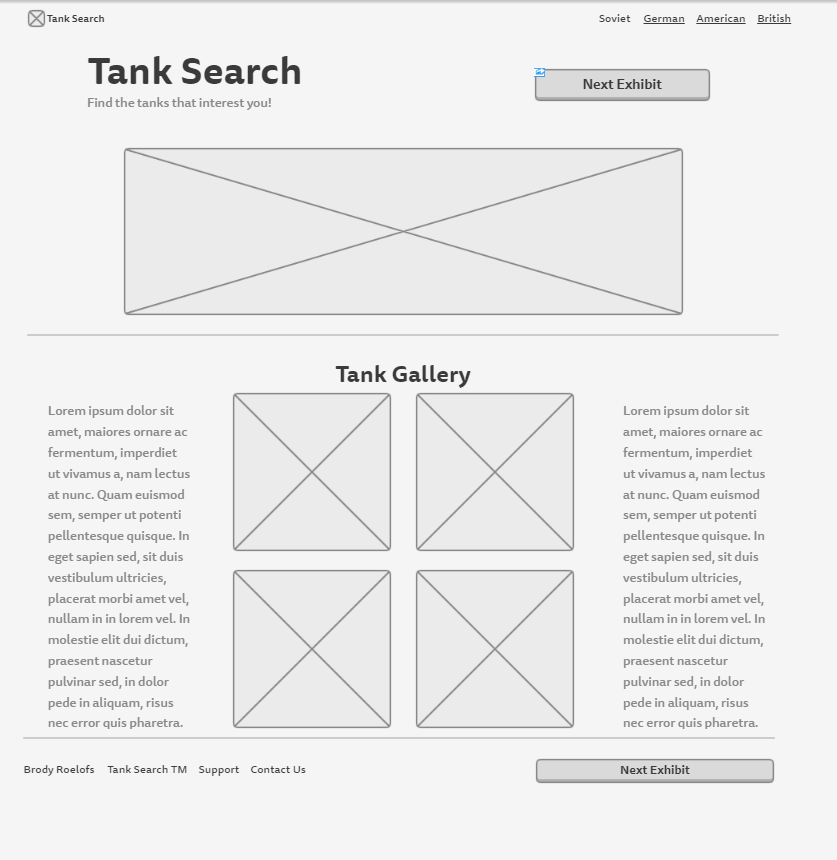 Tank Search
Soviet German American British
Tank Search
Find the tanks that interest you!
Next Exhibit
Tank Gallery
Lorem ipsum dolor sit
amet, maiores ornare ac
fermentum, imperdiet
ut vivamus a, nam lectus
at nunc. Quam euismod
sem, semper ut potenti
pellentesque quisque. In
eget sapien sed, sit duis
vestibulum ultricies,
placerat morbi amet vel,
nullam in in lorem vel. In
molestie elit dui dictum,
praesent nascetur
pulvinar sed, in dolor
pede in aliquam, risus
nec error quis pharetra.
Lorem ipsum dolor sit
amet, maiores ornare ac
fermentum, imperdiet
ut vivamus a, nam lectus
at nunc. Quam euismod
sem, semper ut potenti
pellentesque quisque. In
eget sapien sed, sit duis
vestibulum ultricies,
placerat morbi amet vel,
nullam in in lorem vel. In
molestie elit dui dictum,
praesent nascetur
pulvinar sed, in dolor
pede in aliquam, risus
nec error quis pharetra.
Brody Roelofs Tank Search TM Support Contact Us
Next Exhibit